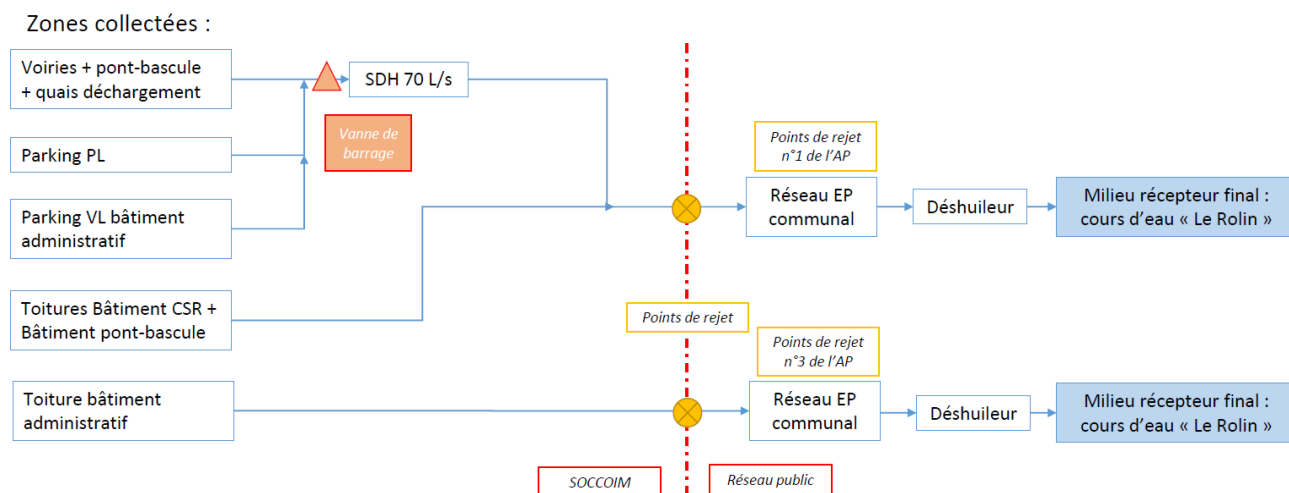 Zones collectées :
Voiries + pont-bascule
+ quais déchargement
SDH 70 L/s
Vanne de
barrage
Parking PL
Parking VL bâtiment
administratif
Points de rejet
n°1 de l'AP
Réseau EP
communal
Déshuileur
Milieu récepteur final :
cours d'eau « Le Rolin »
Toitures Bâtiment CSR +
Bâtiment pont-bascule
Points de rejet
Points de rejet
n°3 de l'AP
Toiture bâtiment
administratif
Réseau EP
communal
Déshuileur
Milieu récepteur final :
cours d'eau « Le Rolin »
SOCCOIM
Réseau public